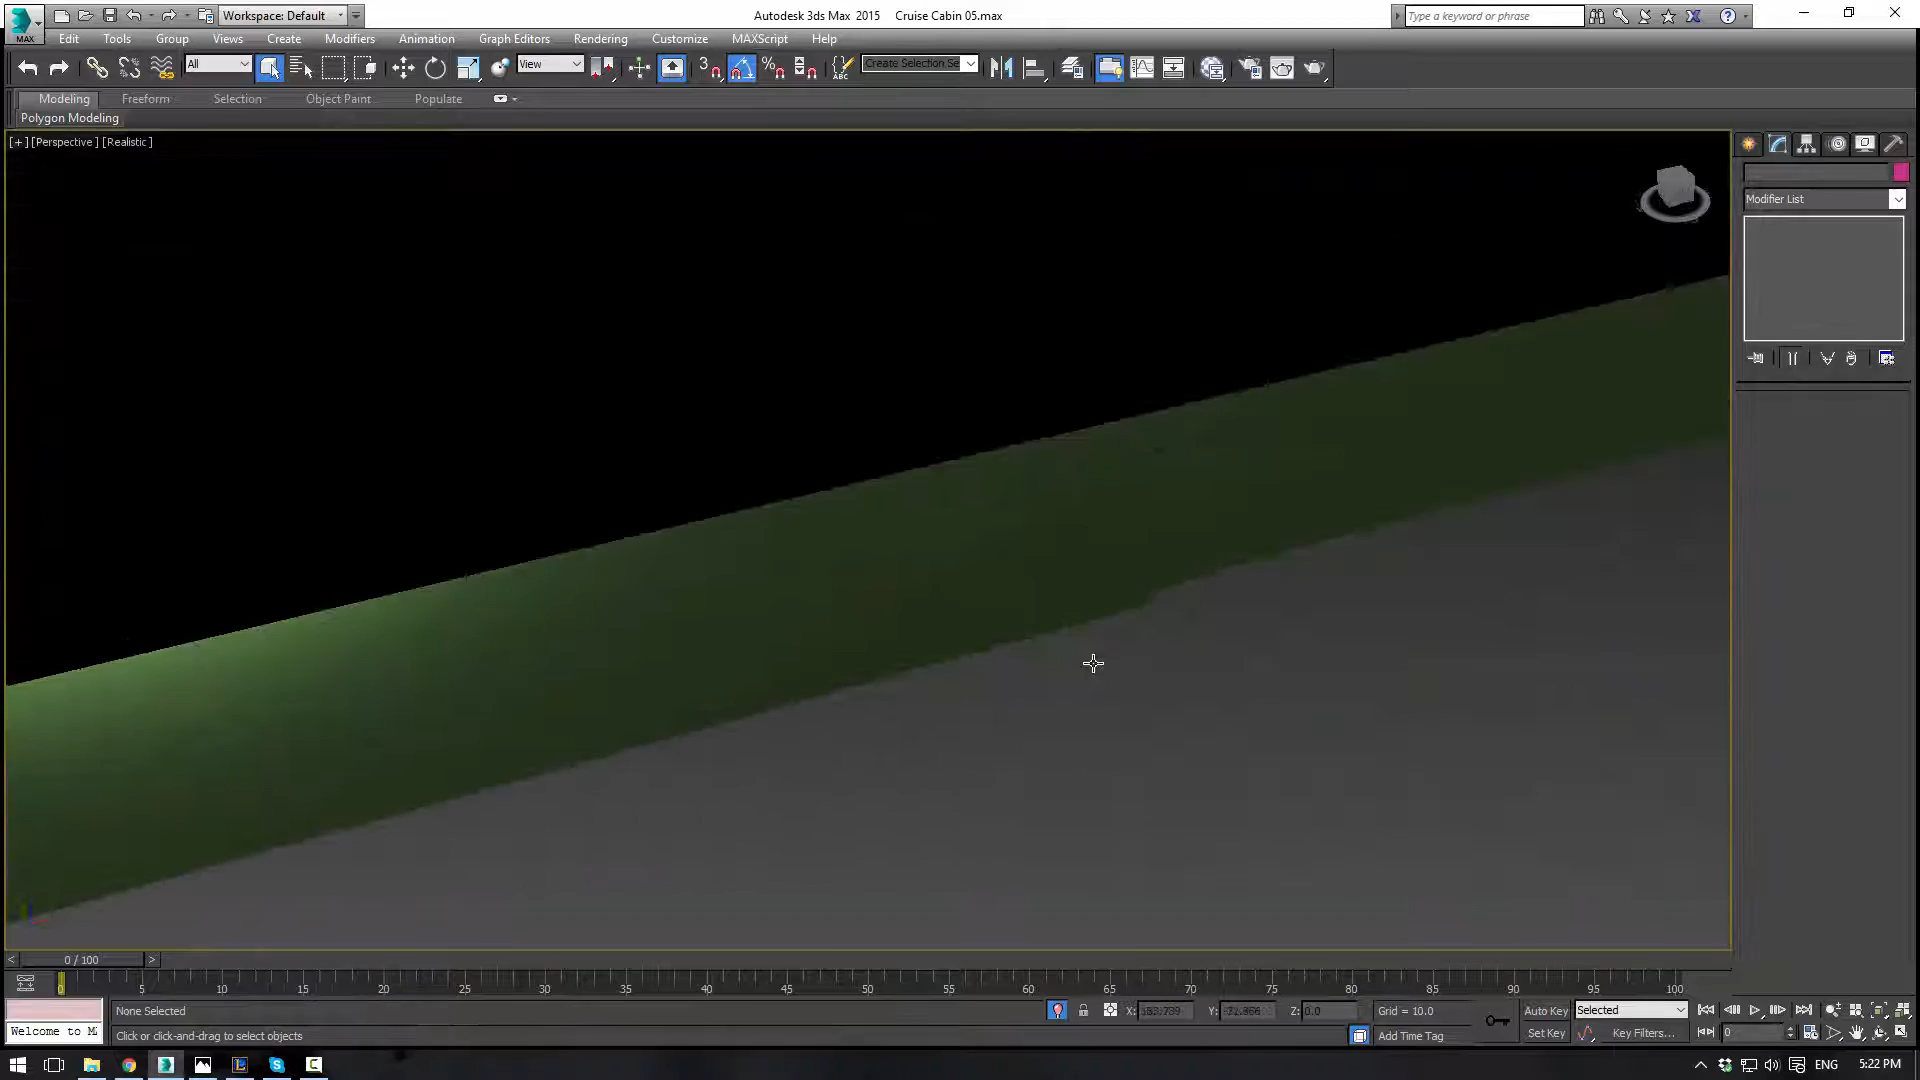 Workspace: Default
Autodesk 3ds Max 2015 Cruise Cabin 05.max
Type a keyword or phrase
MAX
Edit Tools Group Views Create Modifiers Animation Graph Editors Rendering Customize MAXScript Help
All
View
3
ABC
Create Selection Se
Modeling Freeform Selection Object Paint Populate
Polygon Modeling
[+] [Perspective] [Realistic]
Modifier List
< 0 / 100 >
0 5 10 15 20 25 30 35 40 45 50 55 60 65 70 75 80 85 90 95 100
None Selected
X: Y: Z: 0.0
Grid = 10.0
Auto Key
Selected
Welcome to M
Click or click-and-drag to select objects
Add Time Tag
Set Key
Key Filters...
0
ENG
5:22 PM